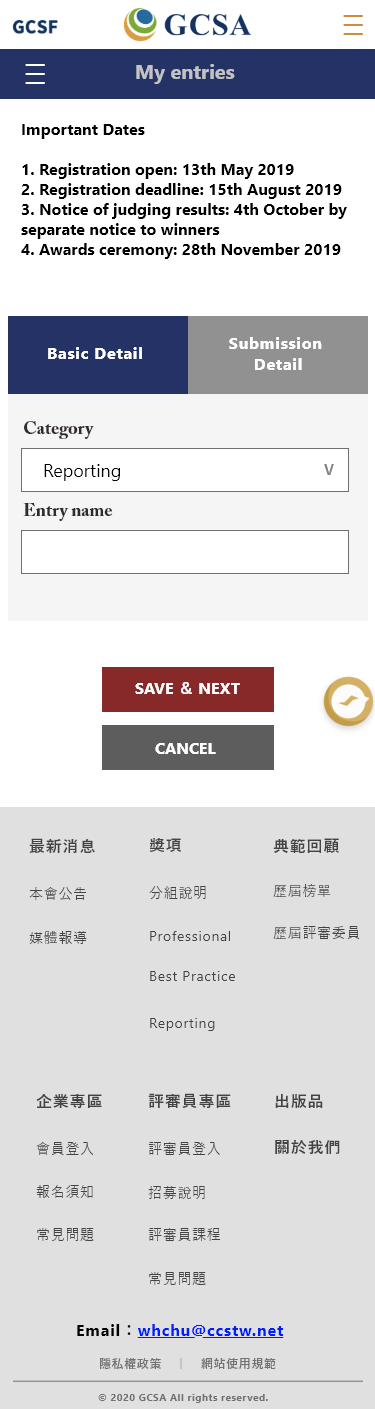 GCSF
GCSA
My entries
Important Dates
1. Registration open: 13th May 2019
2. Registration deadline: 15th August 2019
3. Notice of judging results: 4th October by
separate notice to winners
4. Awards ceremony: 28th November 2019
Basic Detail
Submission
Detail
Category
Reporting
V
Entry name
SAVE & NEXT
CANCEL
最新消息
獎項
典範回顧
本會公告
分組說明
歷屆榜單
媒體報導
Professional
歷屆評審委員
Best Practice
Reporting
企業專區
評審員專區
出版品
會員登入
評審員登入
關於我們
報名須知
招募說明
常見問題
評審員課程
常見問題
Email：whchu@ccstw.net
隱私權政策 | 網站使用規範
© 2020 GCSA All rights reserved.